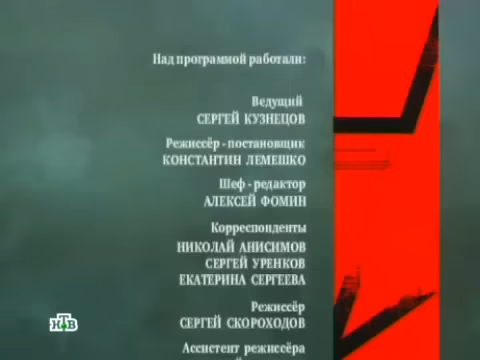 Над программой работали:
Ведущий
СЕРГЕЙ КУЗНЕЦОВ
Режиссёр - постановщик
КОНСТАНТИН ЛЕМЕШКО
Шеф - редактор
АЛЕКСЕЙ ФОМИН
Корреспонденты
НИКОЛАЙ АНИСИМОВ
СЕРГЕЙ УРЕНКОВ
ЕКАТЕРИНА СЕРГЕЕВА
Режиссёр
СЕРГЕЙ СКОРОХОДОВ
Ассистент режиссёра
НТВ